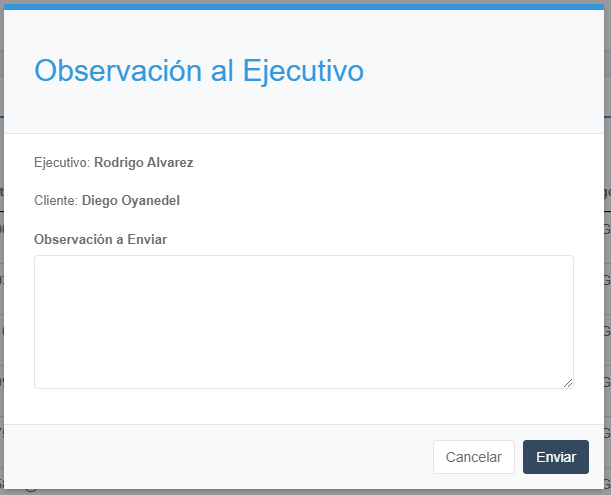 Observación al Ejecutivo
Ejecutivo: Rodrigo Alvarez
Cliente: Diego Oyanedel
Observación a Enviar
Cancelar Enviar